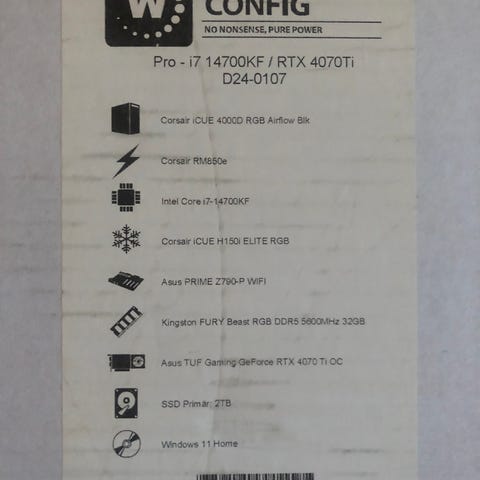 W
CONFIG
NO NONSENSE, PURE POWER
Pro - i7 14700KF / RTX 4070Ti
D24-0107
Corsair iCUE 4000D RGB Airflow Blk
Corsair RM850e
Intel Core i7-14700KF
Corsair iCUE H150i ELITE RGB
Asus PRIME Z790-P WIFI
Kingston FURY Beast RGB DDR5 5600MHz 32GB
Asus TUF Gaming GeForce RTX 4070 Ti OC
SSD Primär: 2TB
Windows 11 Home